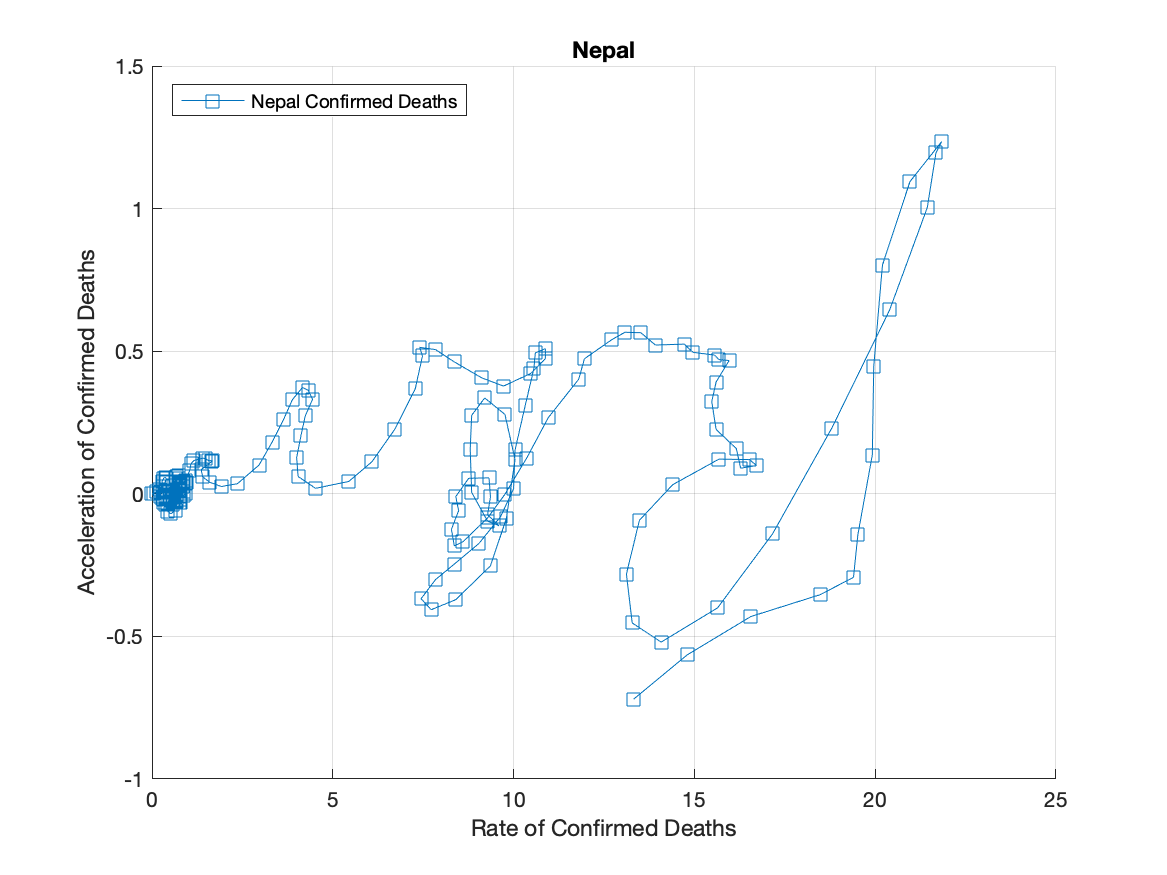 Nepal
Nepal Confirmed Deaths
1.5
1
0.5
0
-0.5
-1
Acceleration of Confirmed Deaths
0 5 10 15 20 25
Rate of Confirmed Deaths